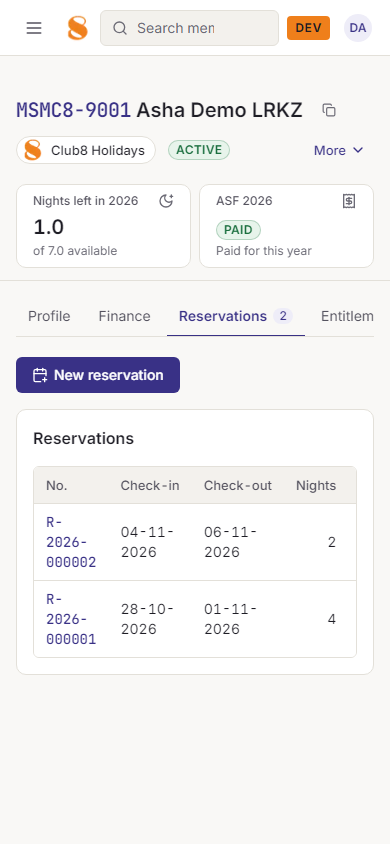 Search mem
DEV
DA
MSMC8-9001 Asha Demo LRKZ
Club8 Holidays
ACTIVE
More
Nights left in 2026
1.0
of 7.0 available
ASF 2026
PAID
Paid for this year
Profile
Finance
Reservations 2
Entitlem
New reservation
Reservations
No. Check-in Check-out Nights
R-2026-000002 04-11-2026 06-11-2026 2
R-2026-000001 28-10-2026 01-11-2026 4